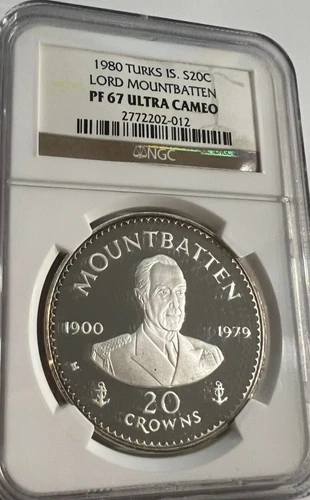 1980 TURKS IS. S20C
LORD MOUNTBATTEN
PF 67 ULTRA CAMEO
2772202-012
NGC
MOUNTBATTEN
1900 1979
20
CROWNS